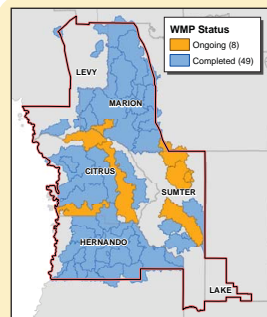 WMP Status
Ongoing (8)
Completed (49)
LEVY
MARION
CITRUS
SUMTER
HERNANDO
LAKE